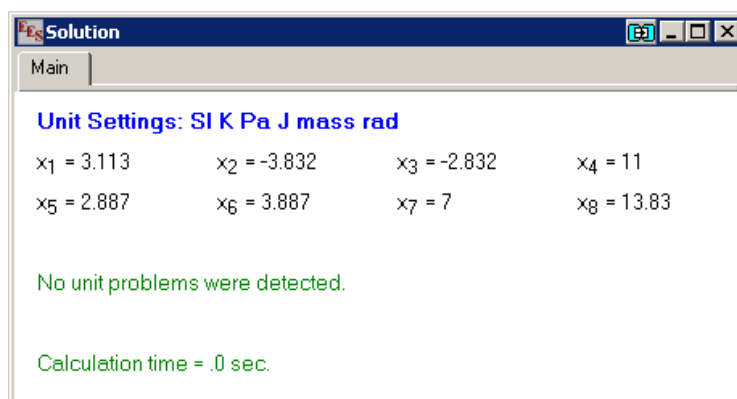 EES Solution
Main
Unit Settings: SI K Pa J mass rad
x₁ = 3.113 x₂ = -3.832 x₃ = -2.832 x₄ = 11
x₅ = 2.887 x₆ = 3.887 x₇ = 7 x₈ = 13.83
No unit problems were detected.
Calculation time = .0 sec.